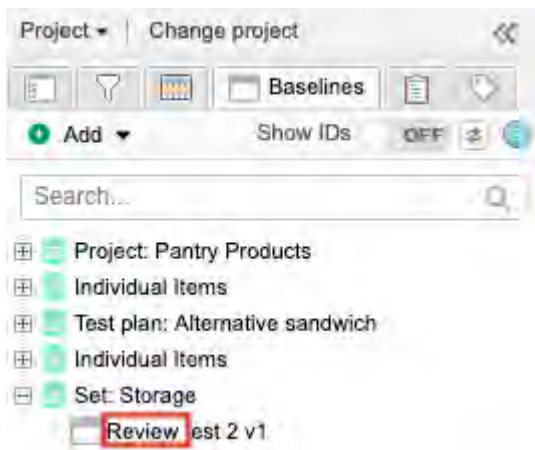 Project Change project
Baselines
Add Show IDs OFF
Search...
Project: Pantry Products
Individual Items
Test plan: Alternative sandwich
Individual Items
Set: Storage
Review est 2 v1